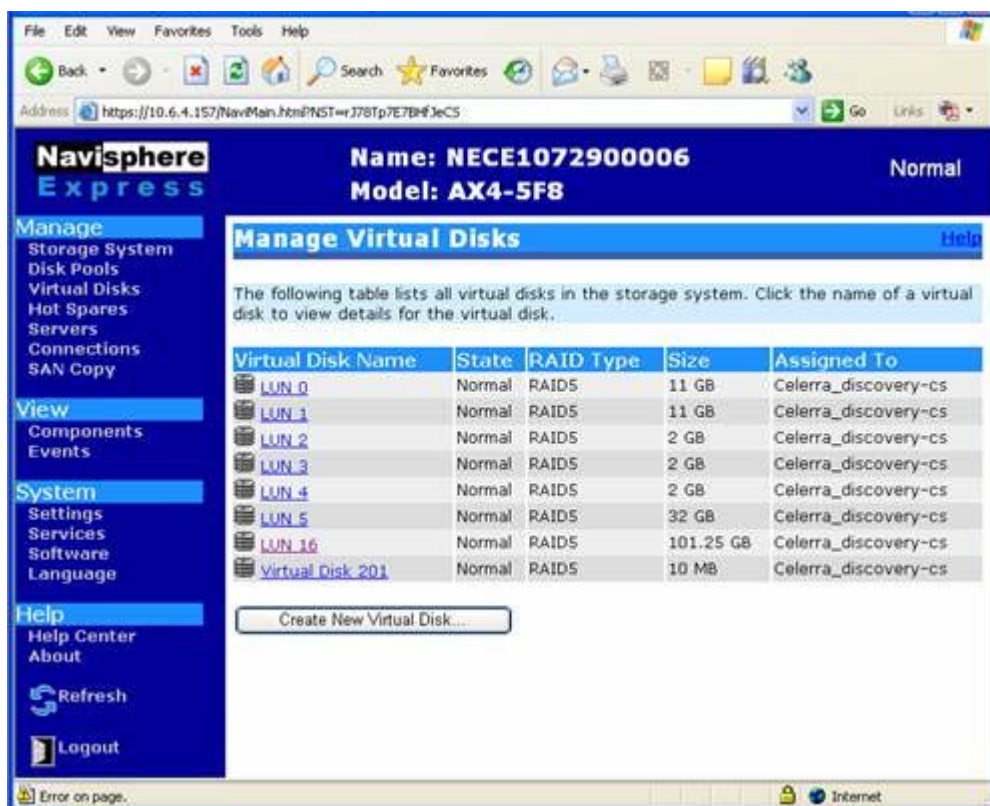 File Edit View Favorites Tools Help
Back Search Favorites
Address https://10.6.4.157/NaviMain.html? Go Links
Navisphere
Express
Name: NECE1072900006
Model: AX4-5F8
Normal
Manage
Storage System
Disk Pools
Virtual Disks
Hot Spares
Servers
Connections
SAN Copy
View
Components
Events
System
Settings
Services
Software
Language
Help
Help Center
About
Refresh
Logout
Manage Virtual Disks Help
The following table lists all virtual disks in the storage system. Click the name of a virtual
disk to view details for the virtual disk.
Virtual Disk Name State RAID Type Size Assigned To
LUN 0 Normal RAID5 11 GB Celerra_discovery-cs
LUN 1 Normal RAID5 11 GB Celerra_discovery-cs
LUN 2 Normal RAID5 2 GB Celerra_discovery-cs
LUN 3 Normal RAID5 2 GB Celerra_discovery-cs
LUN 4 Normal RAID5 2 GB Celerra_discovery-cs
LUN 5 Normal RAID5 32 GB Celerra_discovery-cs
LUN 16 Normal RAID5 101.25 GB Celerra_discovery-cs
Virtual Disk 201 Normal RAID5 10 MB Celerra_discovery-cs
Create New Virtual Disk...
Error on page. Internet